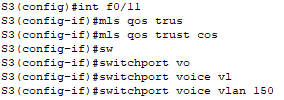 S3(config)#int f0/11
S3(config-if)#mls qos trus
S3(config-if)#mls qos trust cos
S3(config-if)#sw
S3(config-if)#switchport vo
S3(config-if)#switchport voice vl
S3(config-if)#switchport voice vlan 150